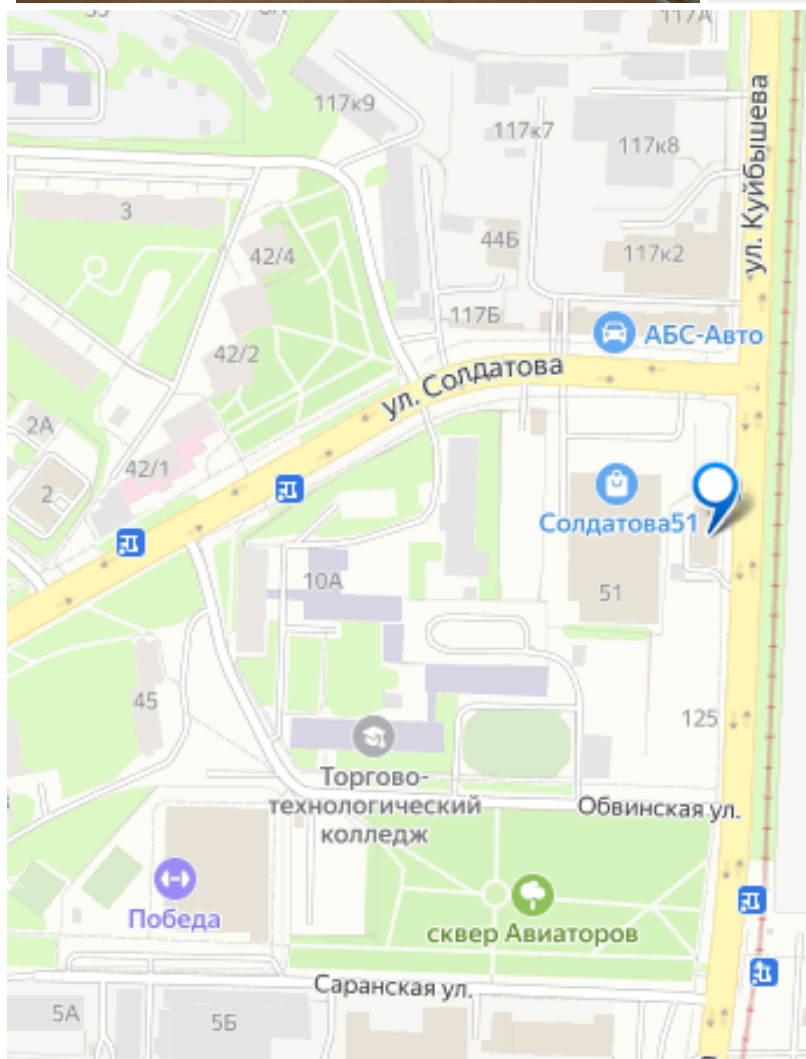 117А
117к9
117к7
117к8
ул. Куйбышева
3
44Б
42/4
117к2
117Б
АБС-Авто
42/2
ул. Солдатова
2А
42/1
2
Солдатова51
10А
51
45
125
Торгово-
технологический
колледж
Обвинская ул.
Победа
сквер Авиаторов
Саранская ул.
5А
5Б